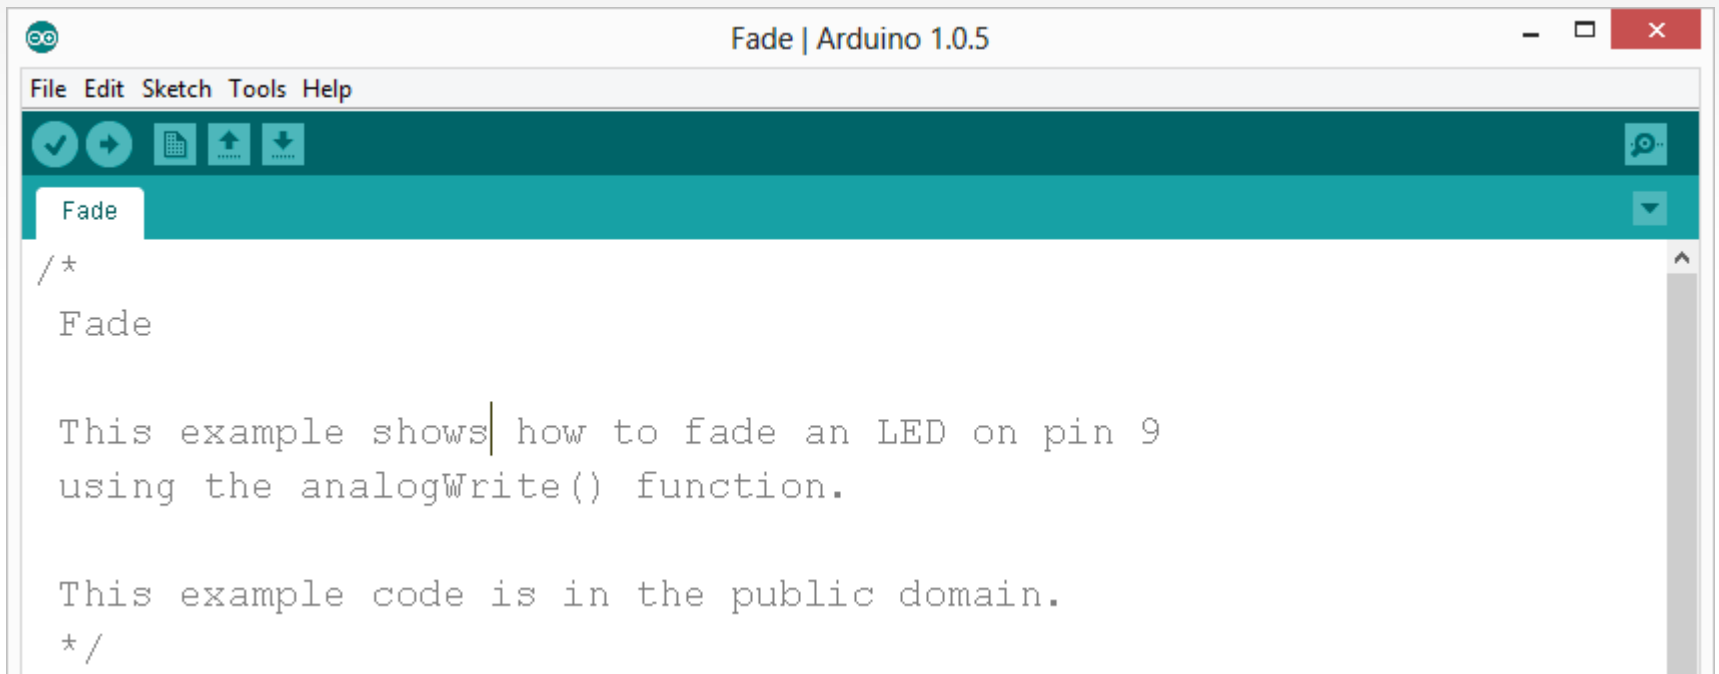 Fade | Arduino 1.0.5
File Edit Sketch Tools Help
Fade
/*
Fade
This example shows how to fade an LED on pin 9
using the analogWrite() function.
This example code is in the public domain.
*/